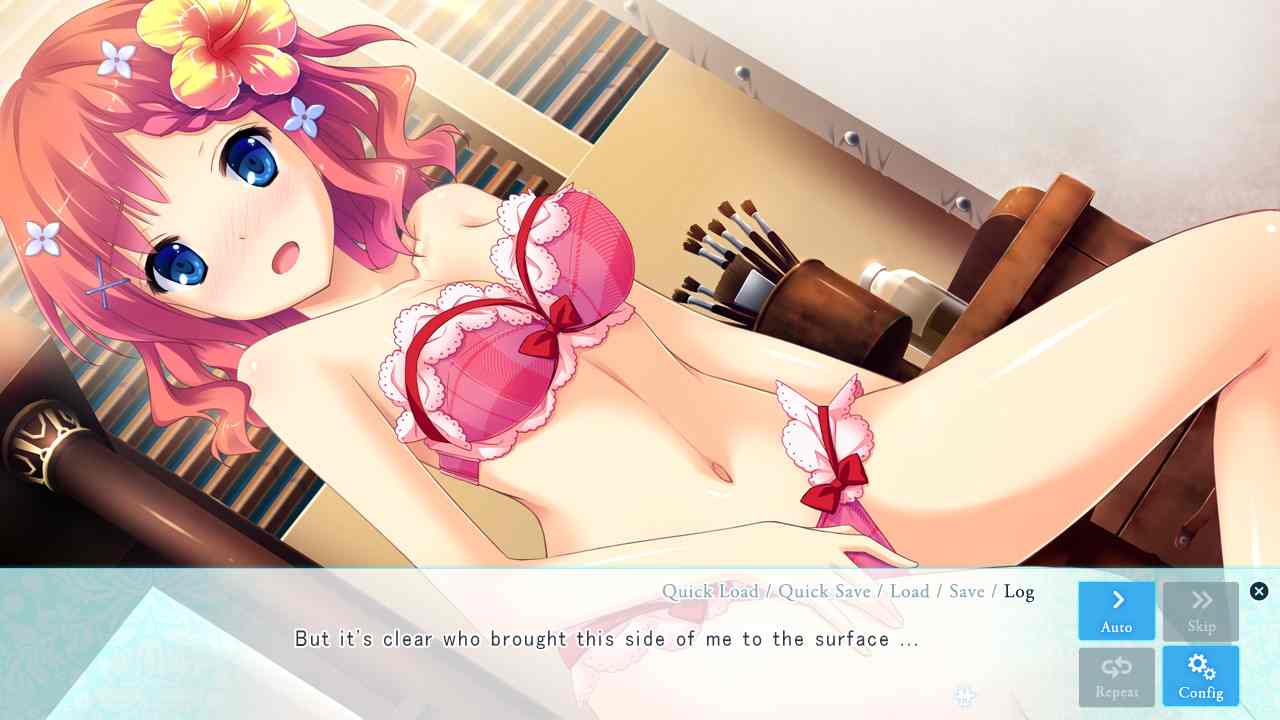 Quick Load / Quick Save / Load / Save / Log
But it's clear who brought this side of me to the surface ...
Auto
Skip
Repeat
Config